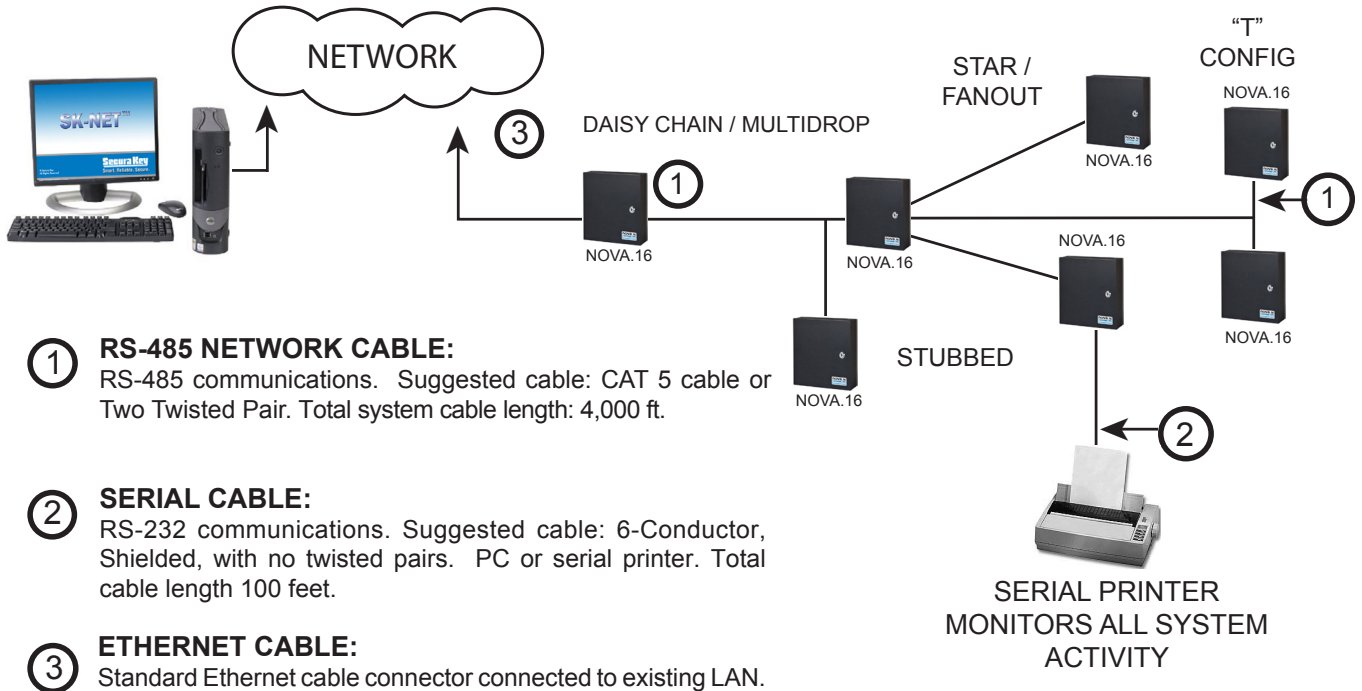 NETWORK
SK-NET
Secura Key
Smart. Reliable. Secure.
3
DAISY CHAIN / MULTIDROP
1
NOVA.16
NOVA.16
STAR /
FANOUT
NOVA.16
“T”
CONFIG
NOVA.16
1
NOVA.16
NOVA.16
STUBBED
NOVA.16
2
SERIAL PRINTER
MONITORS ALL SYSTEM
ACTIVITY
1
RS-485 NETWORK CABLE:
RS-485 communications. Suggested cable: CAT 5 cable or
Two Twisted Pair. Total system cable length: 4,000 ft.
2
SERIAL CABLE:
RS-232 communications. Suggested cable: 6-Conductor,
Shielded, with no twisted pairs. PC or serial printer. Total
cable length 100 feet.
3
ETHERNET CABLE:
Standard Ethernet cable connector connected to existing LAN.